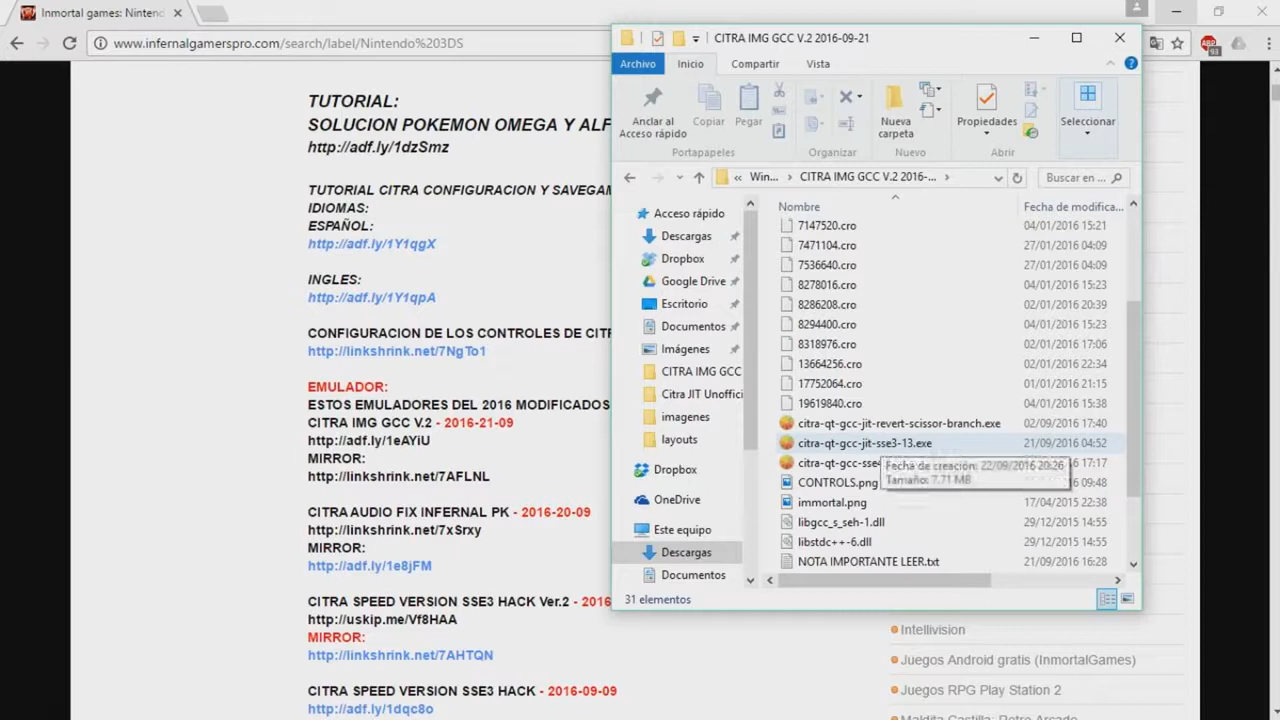 Inmortal games: Nintend
www.infernalgamerspro.com/search/label/Nintendo%203DS
TUTORIAL:
SOLUCION POKEMON OMEGA Y ALF
http://adf.ly/1dzSmz
TUTORIAL CITRA CONFIGURACION Y SAVEGAM
IDIOMAS:
ESPAÑOL:
http://adf.ly/1Y1qgX
INGLES:
http://adf.ly/1Y1qpA
CONFIGURACION DE LOS CONTROLES DE CITR
http://linkshrink.net/7NgTo1
EMULADOR:
ESTOS EMULADORES DEL 2016 MODIFICADOS
CITRA IMG GCC V.2 - 2016-21-09
http://adf.ly/1eAYiU
MIRROR:
http://linkshrink.net/7AFLNL
CITRA AUDIO FIX INFERNAL PK - 2016-20-09
http://linkshrink.net/7xSrxy
MIRROR:
http://adf.ly/1e8jFM
CITRA SPEED VERSION SSE3 HACK Ver.2 - 2016
http://uskip.me/Vf8HAA
MIRROR:
http://linkshrink.net/7AHTQN
CITRA SPEED VERSION SSE3 HACK - 2016-09-09
http://adf.ly/1dqc8o
CITRA IMG GCC V.2 2016-09-21
Archivo Inicio Compartir Vista
Anclar al Acceso rápido
Copiar
Pegar
Nueva carpeta
Propiedades
Seleccionar
Portapapeles Organizar Nuevo Abrir
« Win... › CITRA IMG GCC V.2 2016-... ›
Buscar en ...
Acceso rápido
Descargas
Dropbox
Google Drive
Escritorio
Documentos
Imágenes
CITRA IMG GCC
Citra JIT Unoffici
imagenes
layouts
Dropbox
OneDrive
Este equipo
Descargas
Documentos
Nombre Fecha de modifica...
7147520.cro 04/01/2016 15:21
7471104.cro 27/01/2016 04:09
7536640.cro 27/01/2016 04:09
8278016.cro 04/01/2016 15:23
8286208.cro 02/01/2016 20:39
8294400.cro 04/01/2016 15:23
8318976.cro 02/01/2016 17:06
13664256.cro 02/01/2016 22:34
17752064.cro 01/01/2016 21:15
19619840.cro 04/01/2016 15:38
citra-qt-gcc-jit-revert-scissor-branch.exe 02/09/2016 17:40
citra-qt-gcc-jit-sse3-13.exe 21/09/2016 04:52
citra-qt-gcc-sse4 16 17:17
Fecha de creación: 22/09/2016 20:26
Tamaño: 7.71 MB
CONTROLS.png 16 09:48
immortal.png 17/04/2015 22:38
libgcc_s_seh-1.dll 29/12/2015 14:55
libstdc++-6.dll 29/12/2015 14:55
NOTA IMPORTANTE LEER.txt 21/09/2016 16:28
31 elementos
Intellivision
Juegos Android gratis (InmortalGames)
Juegos RPG Play Station 2
Maldita Castilla: Retro Arcade